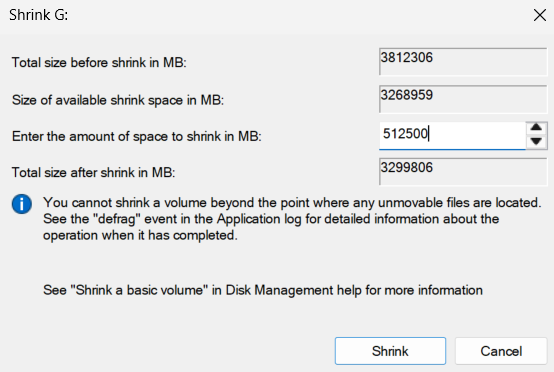 Shrink G:
Total size before shrink in MB: 3812306
Size of available shrink space in MB: 3268959
Enter the amount of space to shrink in MB: 512500
Total size after shrink in MB: 3299806
You cannot shrink a volume beyond the point where any unmovable files are located.
See the "defrag" event in the Application log for detailed information about the
operation when it has completed.
See "Shrink a basic volume" in Disk Management help for more information
Shrink Cancel